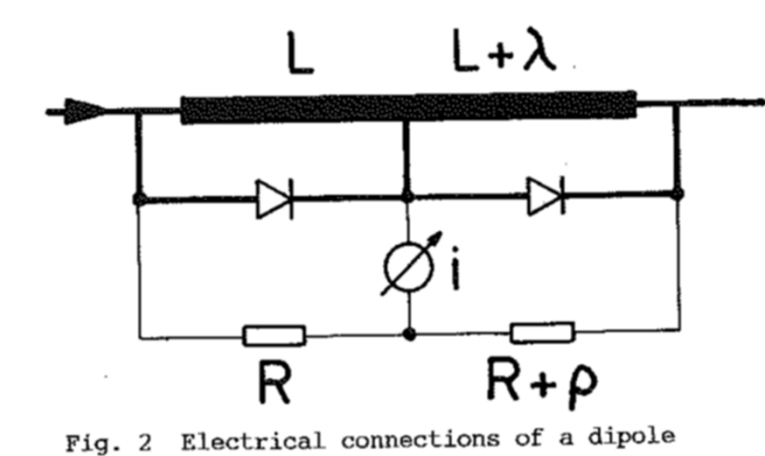 L L+λ
i
R R+ρ
Fig. 2 Electrical connections of a dipole